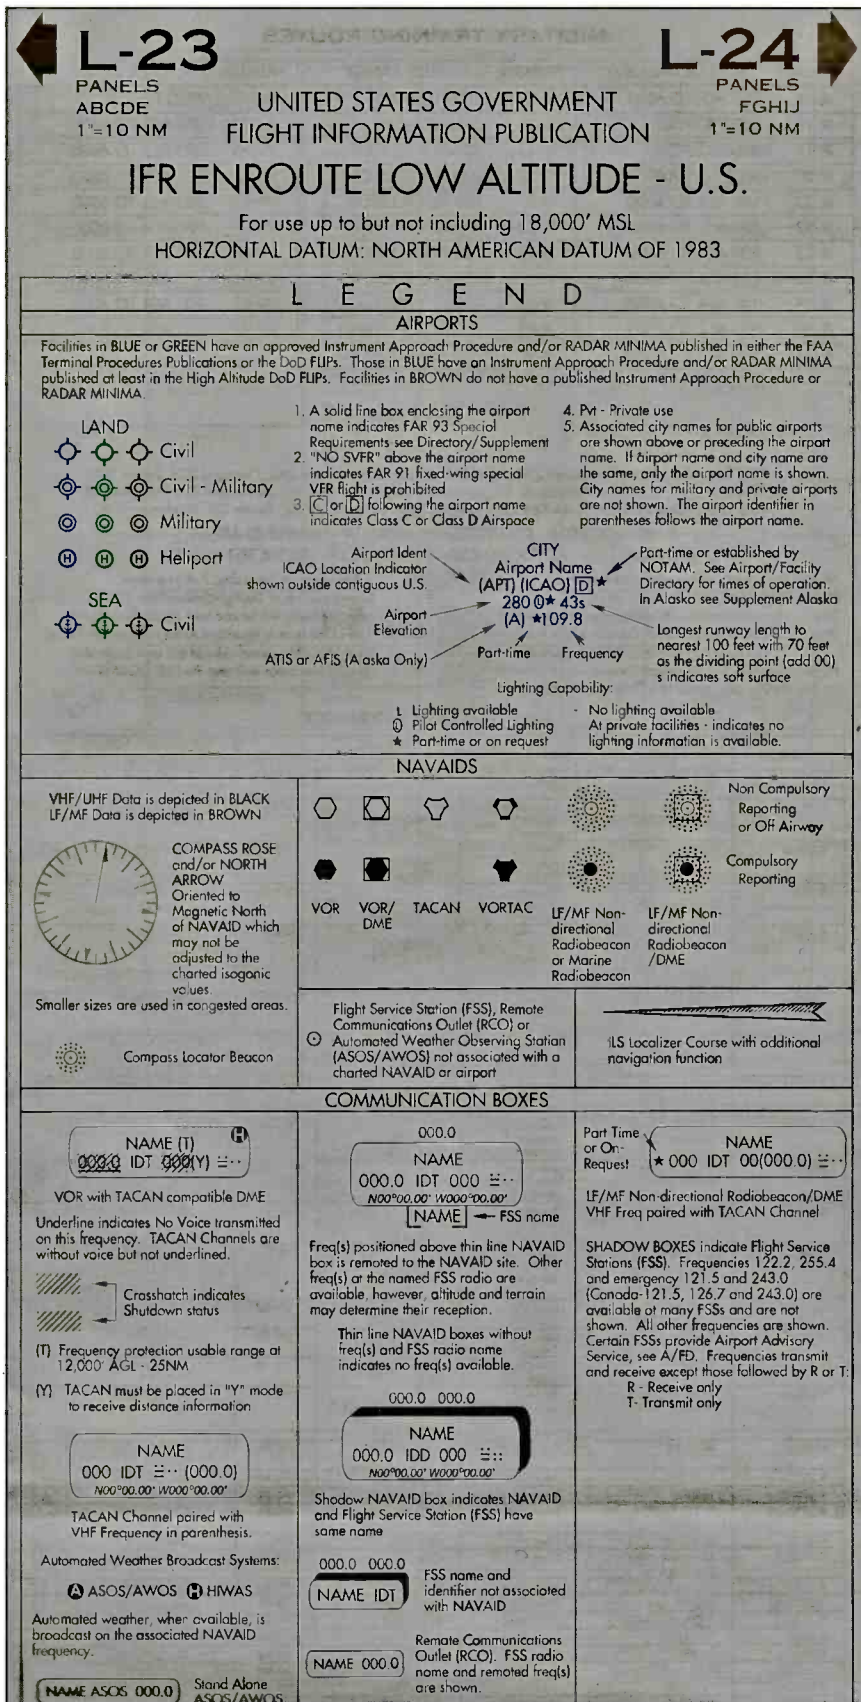 L-23
PANELS
ABCDE
1"=10 NM
L-24
PANELS
FGHIJ
1"=10 NM
UNITED STATES GOVERNMENT
FLIGHT INFORMATION PUBLICATION
IFR ENROUTE LOW ALTITUDE - U.S.
For use up to but not including 18,000' MSL
HORIZONTAL DATUM: NORTH AMERICAN DATUM OF 1983
LEGEND
AIRPORTS
Facilities in BLUE or GREEN have an approved Instrument Approach Procedure and/or RADAR MINIMA published in either the FAA
Terminal Procedures Publications or the DoD FLIPs. Those in BLUE have an Instrument Approach Procedure and/or RADAR MINIMA
published at least in the High Altitude DoD FLIPs. Facilities in BROWN do not have a published Instrument Approach Procedure or
RADAR MINIMA.
LAND
Civil
Civil - Military
Military
H H H Heliport
SEA
Civil
1. A solid line box enclosing the airport
name indicates FAR 93 Special
Requirements see Directory/Supplement
2. "NO SVFR" above the airport name
indicates FAR 91 fixed-wing special
VFR flight is prohibited
3. C or D following the airport name
indicates Class C or Class D Airspace
4. Pvt - Private use
5. Associated city names for public airports
are shown above or preceding the airport
name. If airport name and city name are
the same, only the airport name is shown.
City names for military and private airports
are not shown. The airport identifier in
parentheses follows the airport name.
Airport Ident
ICAO Location Indicator
shown outside contiguous U.S.
Airport
Elevation
ATIS or AFIS (Alaska Only)
CITY
Airport Name
(APT) (ICAO) D ★
280 Ⓛ★ 43s
(A) ★109.8
Part-time Frequency
Part-time or established by
NOTAM. See Airport/Facility
Directory for times of operation.
In Alaska see Supplement Alaska
Longest runway length to
nearest 100 feet with 70 feet
as the dividing point (add 00)
s indicates soft surface
Lighting Capability:
L Lighting available
Ⓛ Pilot Controlled Lighting
★ Part-time or on request
- No lighting available
At private facilities - indicates no
lighting information is available.
NAVAIDS
VHF/UHF Data is depicted in BLACK
LF/MF Data is depicted in BROWN
COMPASS ROSE
and/or NORTH
ARROW
Oriented to
Magnetic North
of NAVAID which
may not be
adjusted to the
charted isogonic
values.
Smaller sizes are used in congested areas.
Compass Locator Beacon
Non Compulsory
Reporting
or Off Airway
Compulsory
Reporting
VOR
VOR/
DME
TACAN
VORTAC
LF/MF Non-
directional
Radiobeacon
or Marine
Radiobeacon
LF/MF Non-
directional
Radiobeacon
/DME
Flight Service Station (FSS), Remote
Communications Outlet (RCO) or
Automated Weather Observing Station
(ASOS/AWOS) not associated with a
charted NAVAID or airport
ILS Localizer Course with additional
navigation function
COMMUNICATION BOXES
NAME (T) H
000.0 IDT 000(Y)
VOR with TACAN compatible DME
Underline indicates No Voice transmitted
on this frequency. TACAN Channels are
without voice but not underlined.
Crosshatch indicates
Shutdown status
(T) Frequency protection usable range at
12,000' AGL - 25NM
(Y) TACAN must be placed in "Y" mode
to receive distance information
NAME
000 IDT (000.0)
N00°00.00' W000°00.00'
TACAN Channel paired with
VHF Frequency in parenthesis.
Automated Weather Broadcast Systems:
A ASOS/AWOS H HIWAS
Automated weather, when available, is
broadcast on the associated NAVAID
frequency.
NAME ASOS 000.0
Stand Alone
ASOS/AWOS
000.0
NAME
000.0 IDT 000
N00°00.00' W000°00.00'
NAME
FSS name
Freq(s) positioned above thin line NAVAID
box is remoted to the NAVAID site. Other
freq(s) at the named FSS radio are
available, however, altitude and terrain
may determine their reception.
Thin line NAVAID boxes without
freq(s) and FSS radio name
indicates no freq(s) available.
000.0 000.0
NAME
000.0 IDD 000
N00°00.00' W000°00.00'
Shadow NAVAID box indicates NAVAID
and Flight Service Station (FSS) have
same name
000.0 000.0
NAME IDT
FSS name and
identifier not associated
with NAVAID
NAME 000.0
Remote Communications
Outlet (RCO). FSS radio
name and remoted freq(s)
are shown.
Part Time
or On-
Request
NAME
★ 000 IDT 00(000.0)
LF/MF Non-directional Radiobeacon/DME
VHF Freq paired with TACAN Channel
SHADOW BOXES indicate Flight Service
Stations (FSS). Frequencies 122.2, 255.4
and emergency 121.5 and 243.0
(Canada-121.5, 126.7 and 243.0) are
available at many FSSs and are not
shown. All other frequencies are shown.
Certain FSSs provide Airport Advisory
Service, see A/FD. Frequencies transmit
and receive except those followed by R or T:
R - Receive only
T- Transmit only